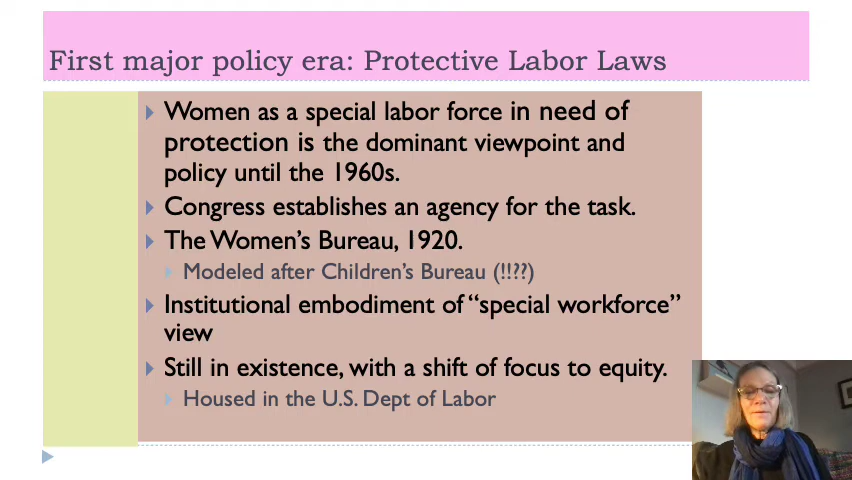 First major policy era: Protective Labor Laws
Women as a special labor force in need of
protection is the dominant viewpoint and
policy until the 1960s.
Congress establishes an agency for the task.
The Women’s Bureau, 1920.
Modeled after Children’s Bureau (!!??)
Institutional embodiment of “special workforce”
view
Still in existence, with a shift of focus to equity.
Housed in the U.S. Dept of Labor